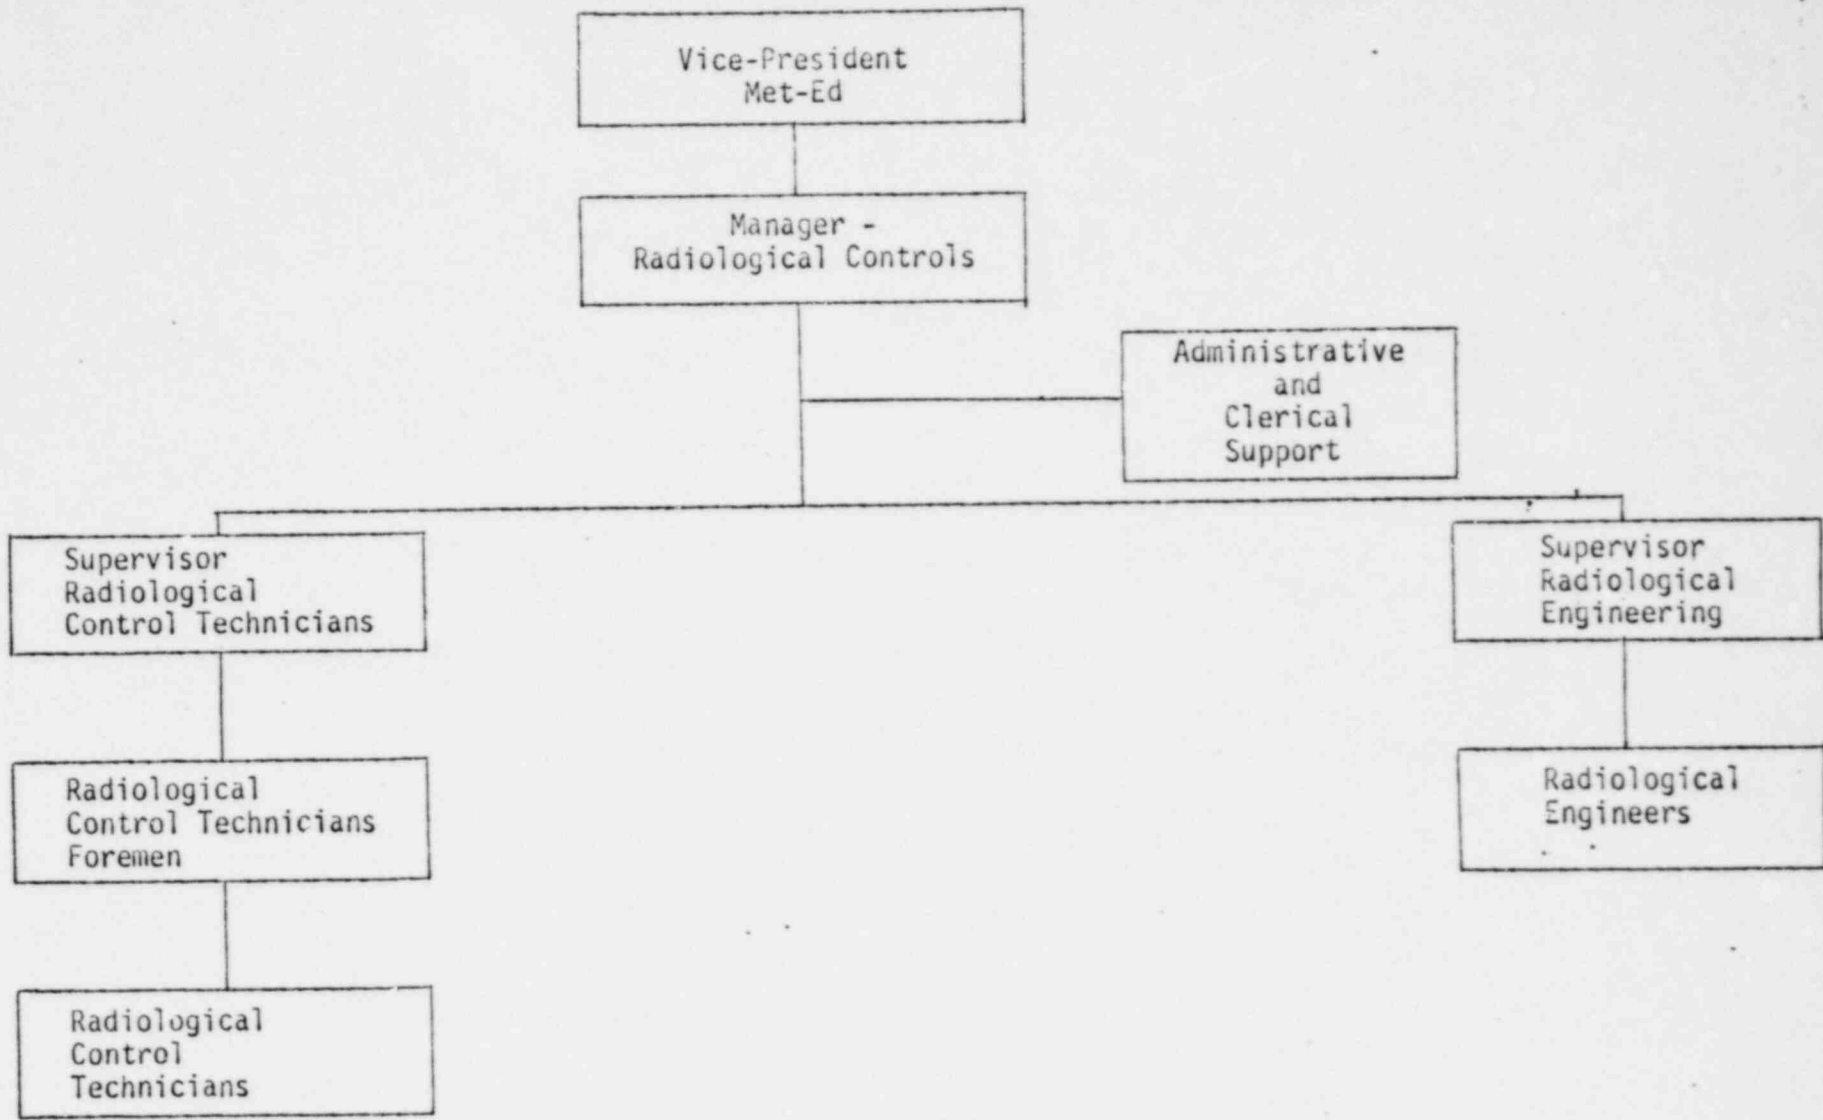 Vice-President
Met-Ed
Manager -
Radiological Controls
Administrative
and
Clerical
Support
Supervisor
Radiological
Control Technicians
Supervisor
Radiological
Engineering
Radiological
Control Technicians
Foremen
Radiological
Engineers
Radiological
Control
Technicians